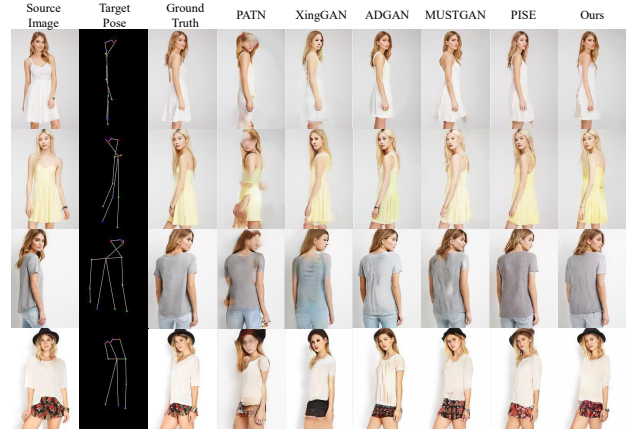 Source Target Ground PATN XingGAN ADGAN MUSTGAN PISE Ours
Image Pose Truth